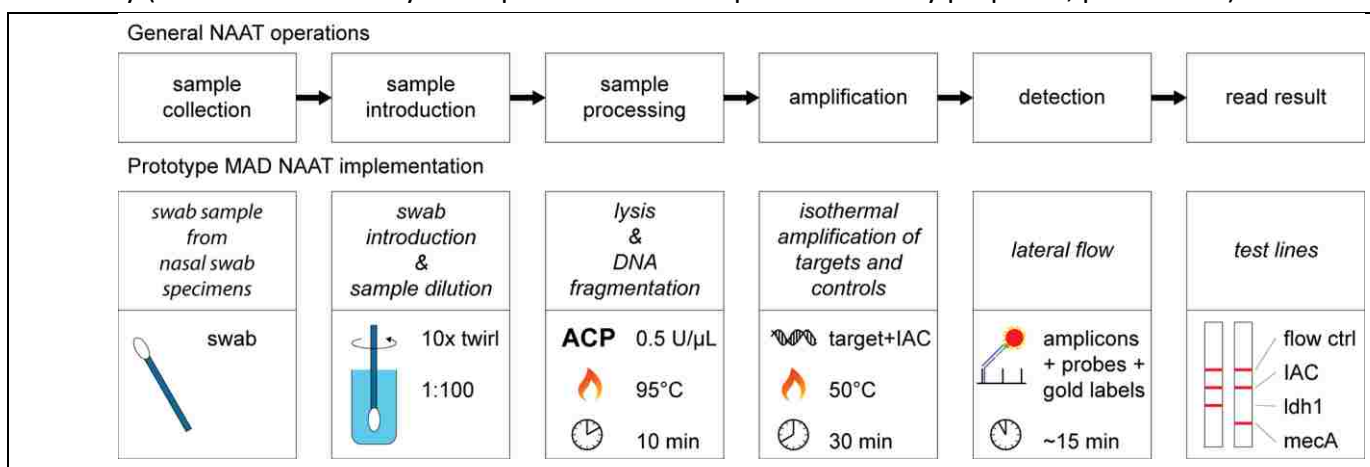 General NAAT operations
sample
collection
sample
introduction
sample
processing
amplification
detection
read result
Prototype MAD NAAT implementation
swab sample
from
nasal swab
specimens
swab
introduction
&
sample dilution
lysis
&
DNA
fragmentation
isothermal
amplification of
targets and
controls
lateral flow
test lines
swab
10x twirl
1:100
ACP 0.5 U/µL
95°C
10 min
target+IAC
50°C
30 min
amplicons
+ probes +
gold labels
~15 min
flow ctrl
IAC
ldh1
mecA